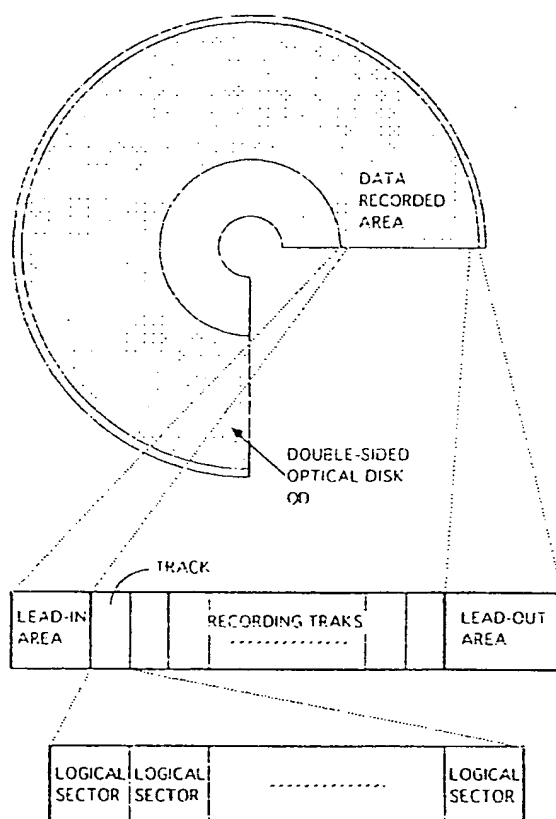 DATA
RECORDED
AREA
DOUBLE-SIDED
OPTICAL DISK
OD
TRACK
LEAD-IN
AREA
RECORDING TRAKS
LEAD-OUT
AREA
LOGICAL
SECTOR
LOGICAL
SECTOR
LOGICAL
SECTOR